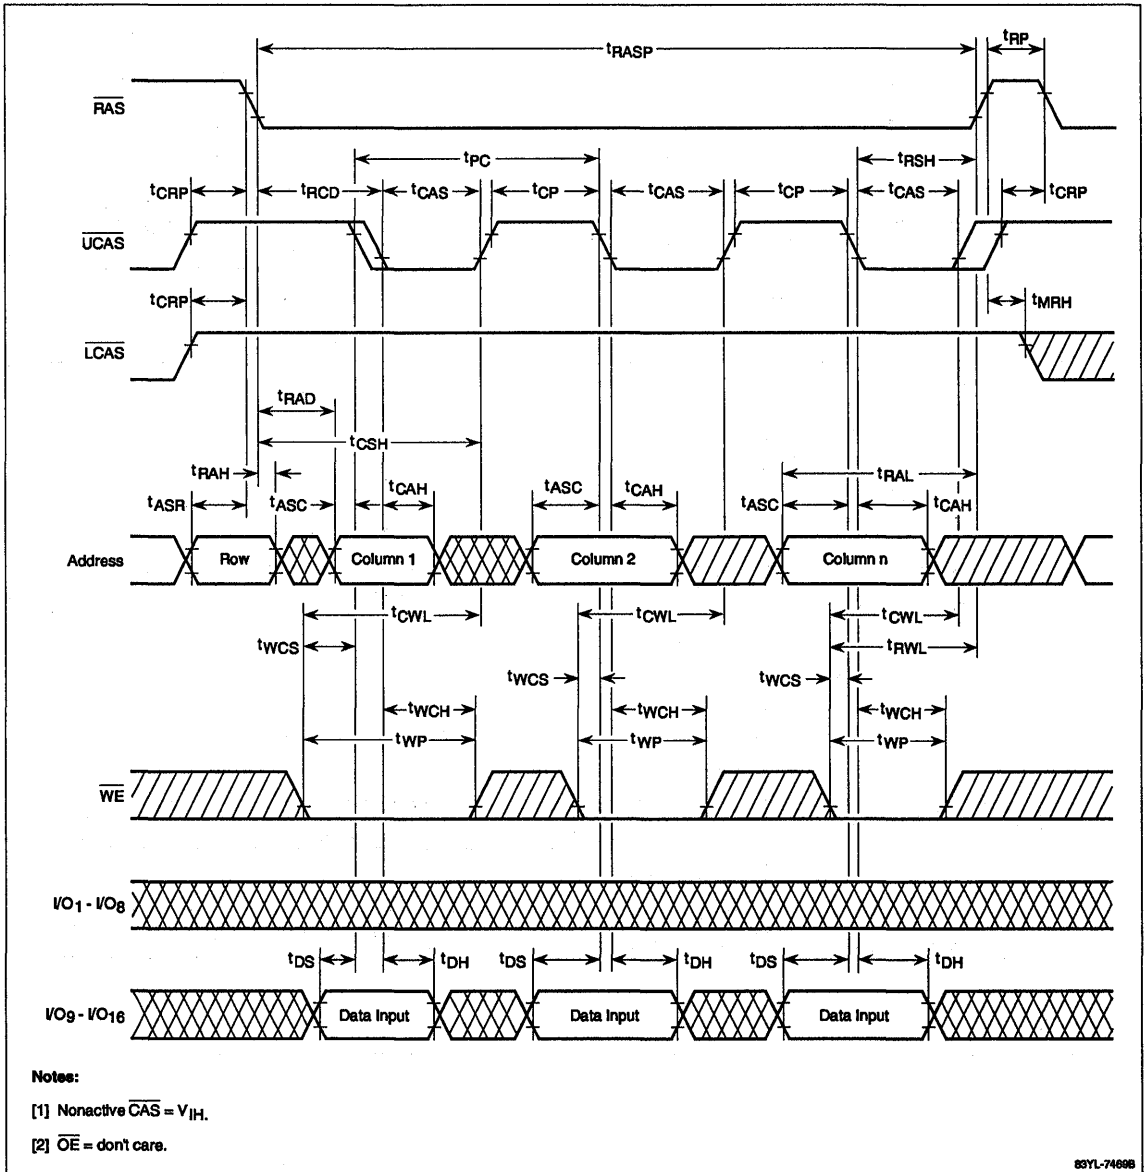 tRASP tRP
RAS
tPC tRSH
tCRP tRCD tCAS tCP tCAS tCP tCAS tCRP
UCAS
tCRP tMRH
LCAS
tRAD
tCSH
tRAH tRAL
tASR tASC tCAH tASC tCAH tASC tCAH
Address Row Column 1 Column 2 Column n
tCWL tCWL tCWL
tWCS tRWL
tWCS tWCS
tWCH tWCH tWCH
tWP tWP tWP
WE
I/O1 - I/O8
tDS tDH tDS tDH tDS tDH
I/O9 - I/O16 Data Input Data Input Data Input
Notes:
[1] Nonactive CAS = VIH.
[2] OE = don't care.
83YL-7469B